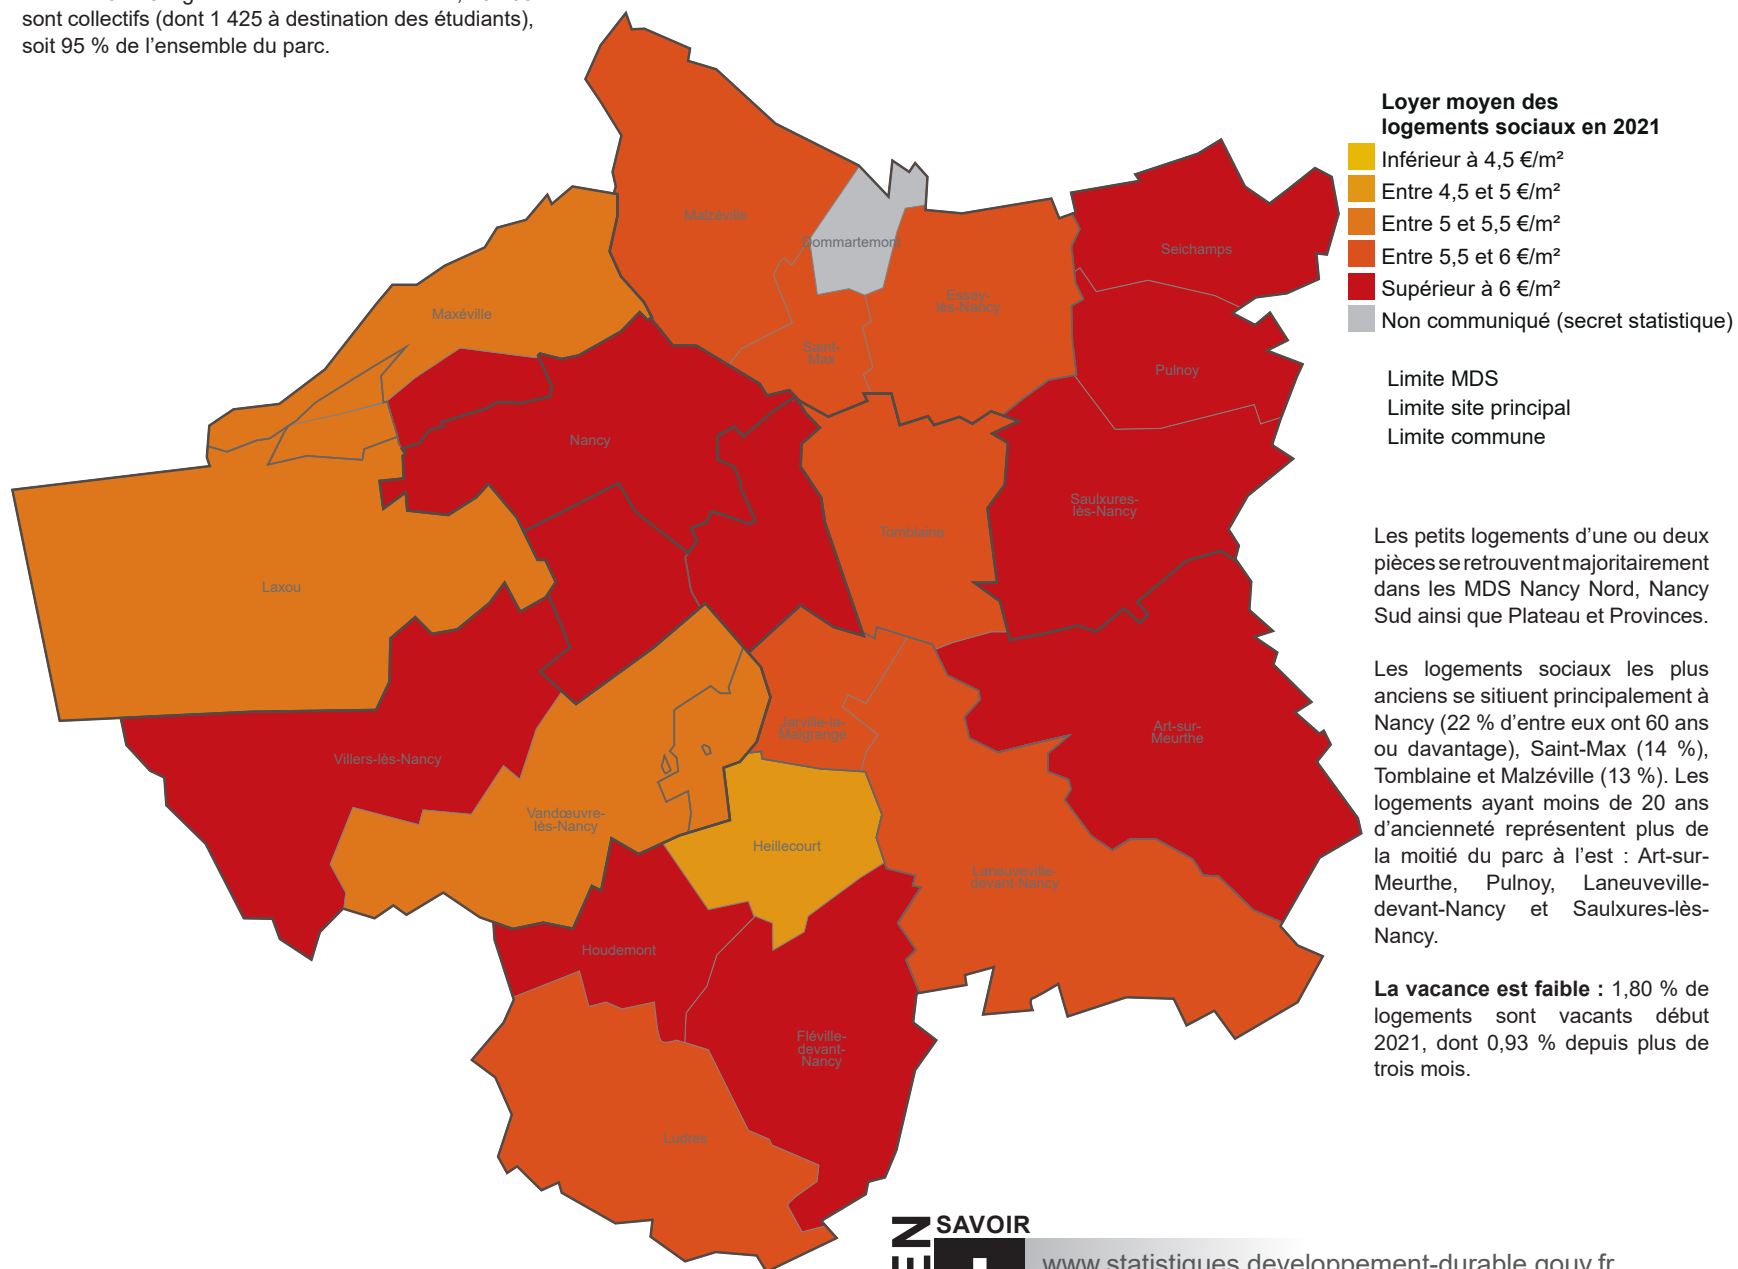 sont collectifs (dont 1 425 à destination des étudiants),
soit 95 % de l’ensemble du parc.
Loyer moyen des
logements sociaux en 2021
Inférieur à 4,5 €/m²
Entre 4,5 et 5 €/m²
Entre 5 et 5,5 €/m²
Entre 5,5 et 6 €/m²
Supérieur à 6 €/m²
Non communiqué (secret statistique)
Limite MDS
Limite site principal
Limite commune
Malzéville
Dommartemont
Seichamps
Essey-
lès-Nancy
Maxéville
Saint-
Max
Pulnoy
Nancy
Saulxures-
lès-Nancy
Tomblaine
Laxou
Jarville-la-
Malgrange
Art-sur-
Meurthe
Villers-lès-Nancy
Vandœuvre-
lès-Nancy
Heillecourt
Laneuveville-
devant-Nancy
Houdemont
Fléville-
devant-
Nancy
Ludres
Les petits logements d’une ou deux
pièces se retrouvent majoritairement
dans les MDS Nancy Nord, Nancy
Sud ainsi que Plateau et Provinces.
Les logements sociaux les plus
anciens se sitiuent principalement à
Nancy (22 % d’entre eux ont 60 ans
ou davantage), Saint-Max (14 %),
Tomblaine et Malzéville (13 %). Les
logements ayant moins de 20 ans
d’ancienneté représentent plus de
la moitié du parc à l’est : Art-sur-
Meurthe, Pulnoy, Laneuveville-
devant-Nancy et Saulxures-lès-
Nancy.
La vacance est faible : 1,80 % de
logements sont vacants début
2021, dont 0,93 % depuis plus de
trois mois.
EN SAVOIR
www.statistiques.developpement-durable.gouv.fr